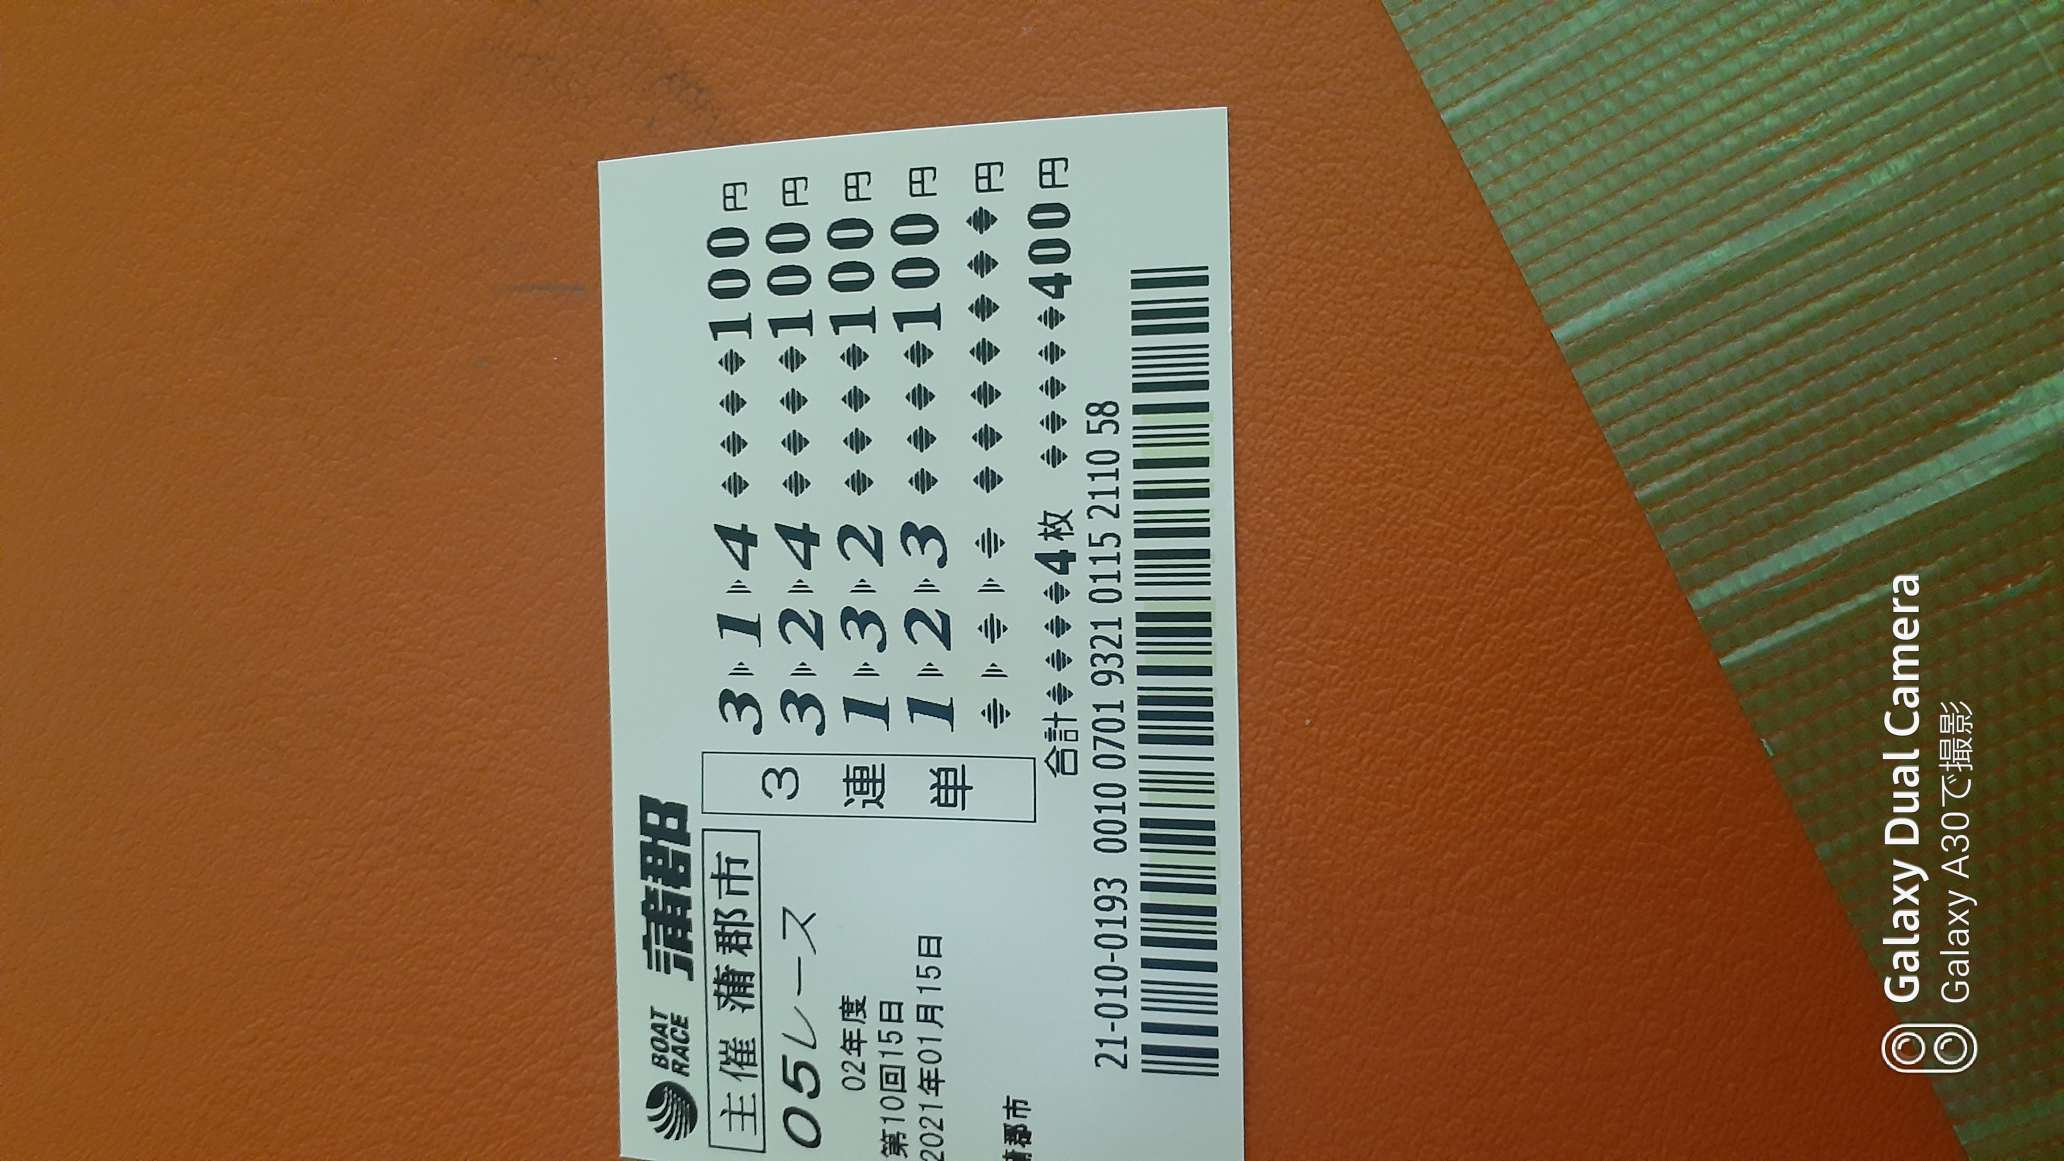 BOAT RACE 蒲郡
主催 蒲郡市
05レース
02年度
第10回15日
2021年01月15日
蒲郡市
3連単
3 1 4 100円
3 2 4 100円
1 3 2 100円
1 2 3 100円
円
合計 4枚 400円
21-010-0193 0010 0701 9321 0115 2110 58
Galaxy Dual Camera
Galaxy A30で撮影